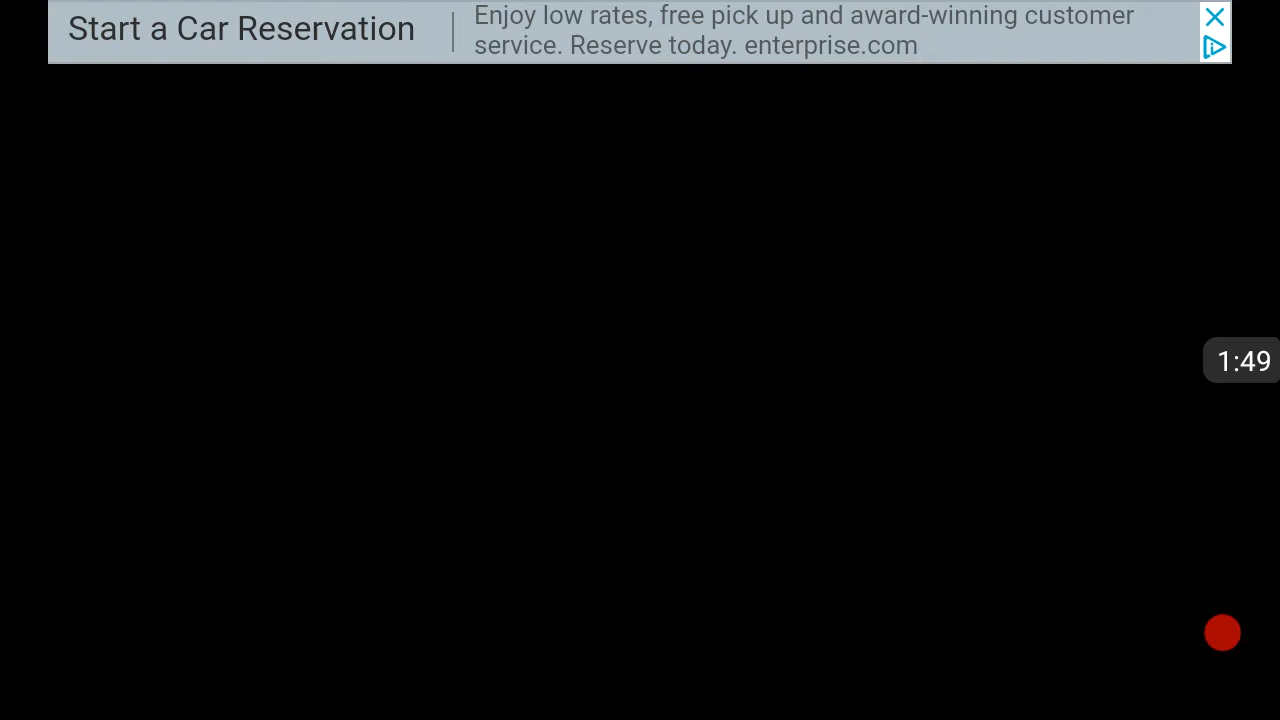 Start a Car Reservation
Enjoy low rates, free pick up and award-winning customer
service. Reserve today. enterprise.com
1:49